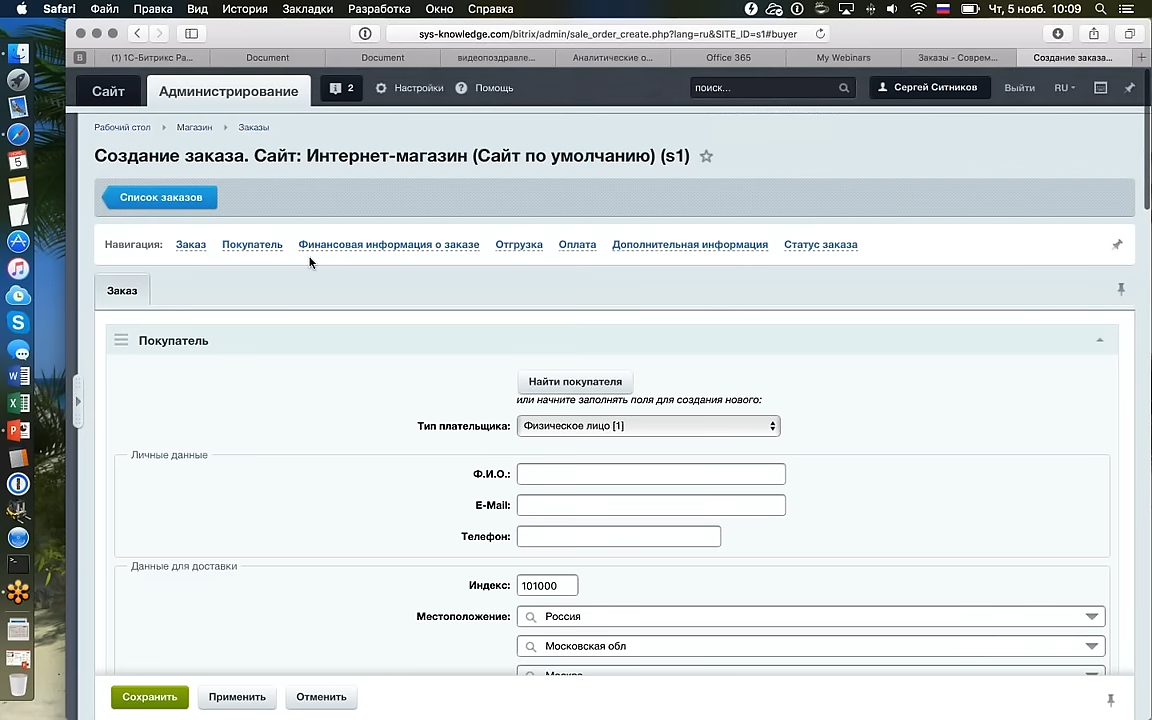 Safari Файл Правка Вид История Закладки Разработка Окно Справка Чт, 5 нояб. 10:09
sys-knowledge.com/bitrix/admin/sale_order_create.php?lang=ru&SITE_ID=s1#buyer
B (1) 1С-Битрикс Ра... Document Document видеопоздравле... Аналитические о... Office 365 My Webinars Заказы - Соврем... Создание заказа...
Сайт Администрирование 2 Настройки Помощь поиск... Сергей Ситников Выйти RU
Рабочий стол Магазин Заказы
Создание заказа. Сайт: Интернет-магазин (Сайт по умолчанию) (s1)
Список заказов
Навигация: Заказ Покупатель Финансовая информация о заказе Отгрузка Оплата Дополнительная информация Статус заказа
Заказ
Покупатель
Найти покупателя
или начните заполнять поля для создания нового:
Тип плательщика: Физическое лицо [1]
Личные данные
Ф.И.О.:
E-Mail:
Телефон:
Данные для доставки
Индекс: 101000
Местоположение: Россия
Московская обл
Москва
Сохранить Применить Отменить